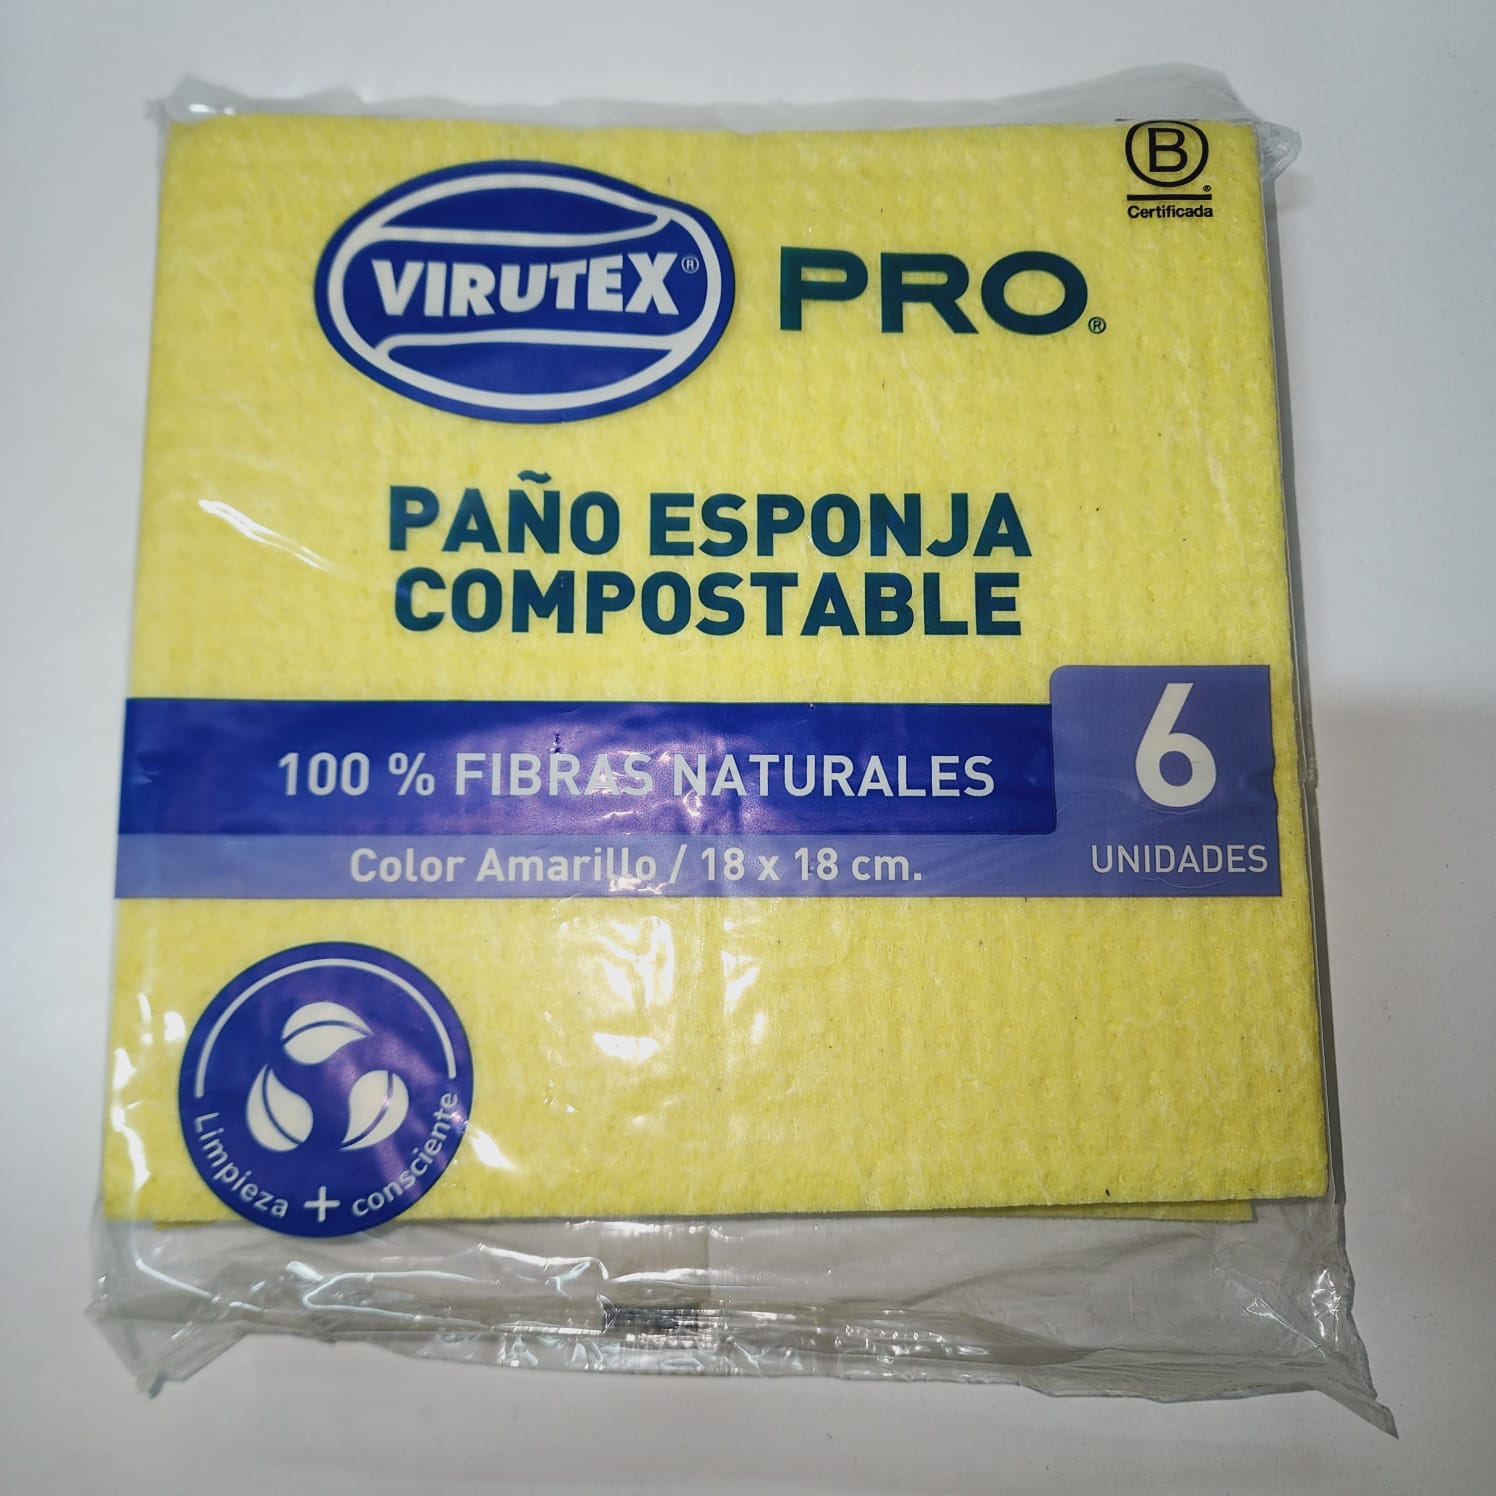 B
®
Certificada
VIRUTEX®
PRO®
PAÑO ESPONJA
COMPOSTABLE
100 % FIBRAS NATURALES
6
UNIDADES
Color Amarillo / 18 x 18 cm.
Limpieza + consciente